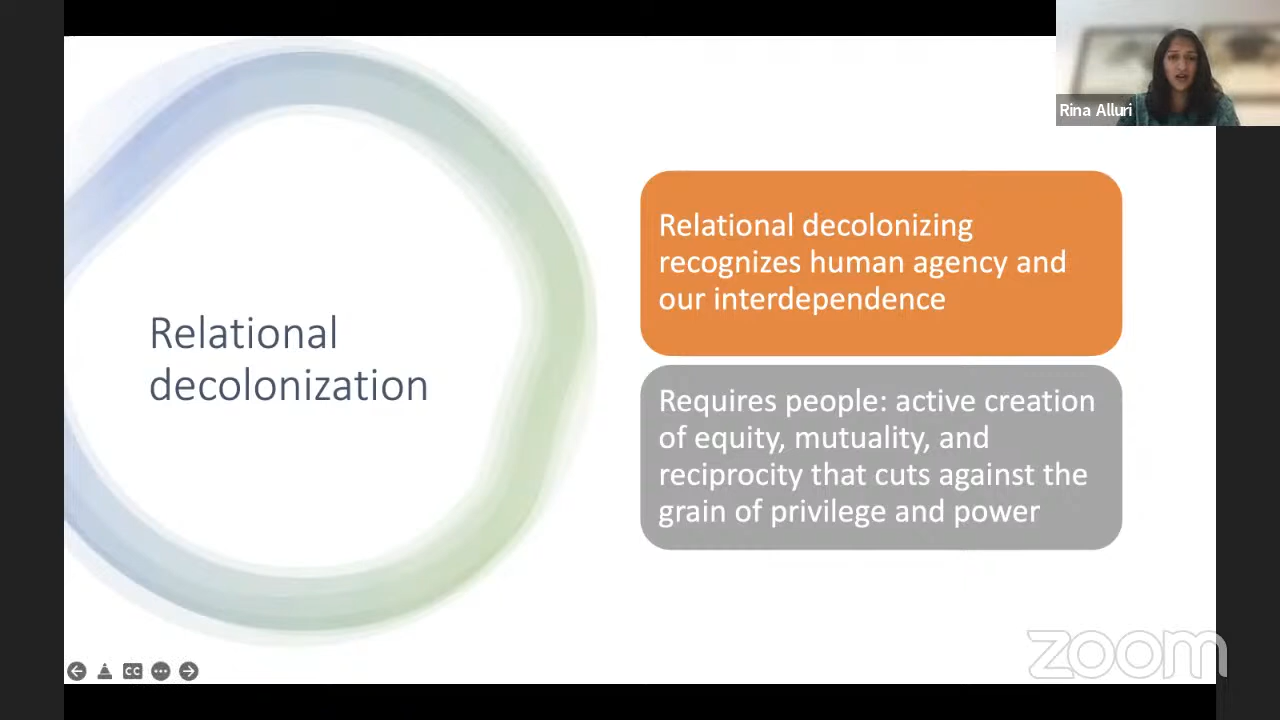 Rina Alluri
Relational
decolonization
Relational decolonizing
recognizes human agency and
our interdependence
Requires people: active creation
of equity, mutuality, and
reciprocity that cuts against the
grain of privilege and power
CC
zoom